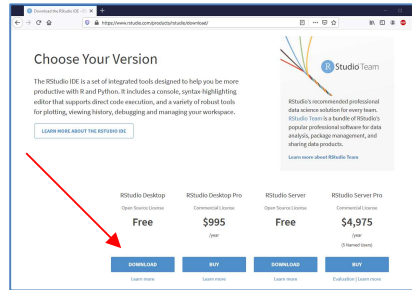 Download the RStudio IDE - RS
https://www.rstudio.com/products/rstudio/download/
Choose Your Version
The RStudio IDE is a set of integrated tools designed
to help you be more
productive with R and Python. It includes a console,
syntax-highlighting
editor that supports direct code execution, and a
variety of robust tools
for plotting, viewing history, debugging and managing
your workspace.
LEARN MORE ABOUT THE RSTUDIO IDE
R Studio Team
RStudio's recommended professional
data science solution for every team.
RStudio Team is a bundle of RStudio's
popular professional software for data
analysis, package management, and
sharing data products.
Learn more about RStudio Team
RStudio Desktop
Open Source License
Free
DOWNLOAD
Learn more
RStudio Desktop Pro
Commercial License
$995
/year
BUY
Learn more
RStudio Server
Open Source License
Free
DOWNLOAD
Learn more
RStudio Server Pro
Commercial License
$4,975
/year
(5 Named Users)
BUY
Evaluation | Learn more